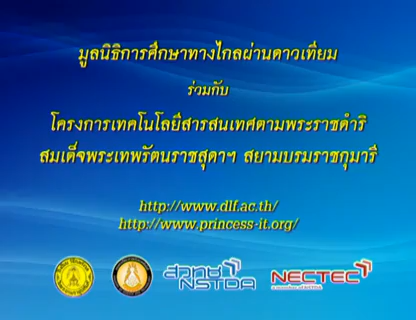 มูลนิธิการศึกษาทางไกลผ่านดาวเทียม
ร่วมกับ
โครงการเทคโนโลยีสารสนเทศตามพระราชดำริ
สมเด็จพระเทพรัตนราชสุดาฯ สยามบรมราชกุมารี
http://www.dlf.ac.th/
http://www.princess-it.org/
สวทช
NSTDA
NECTEC